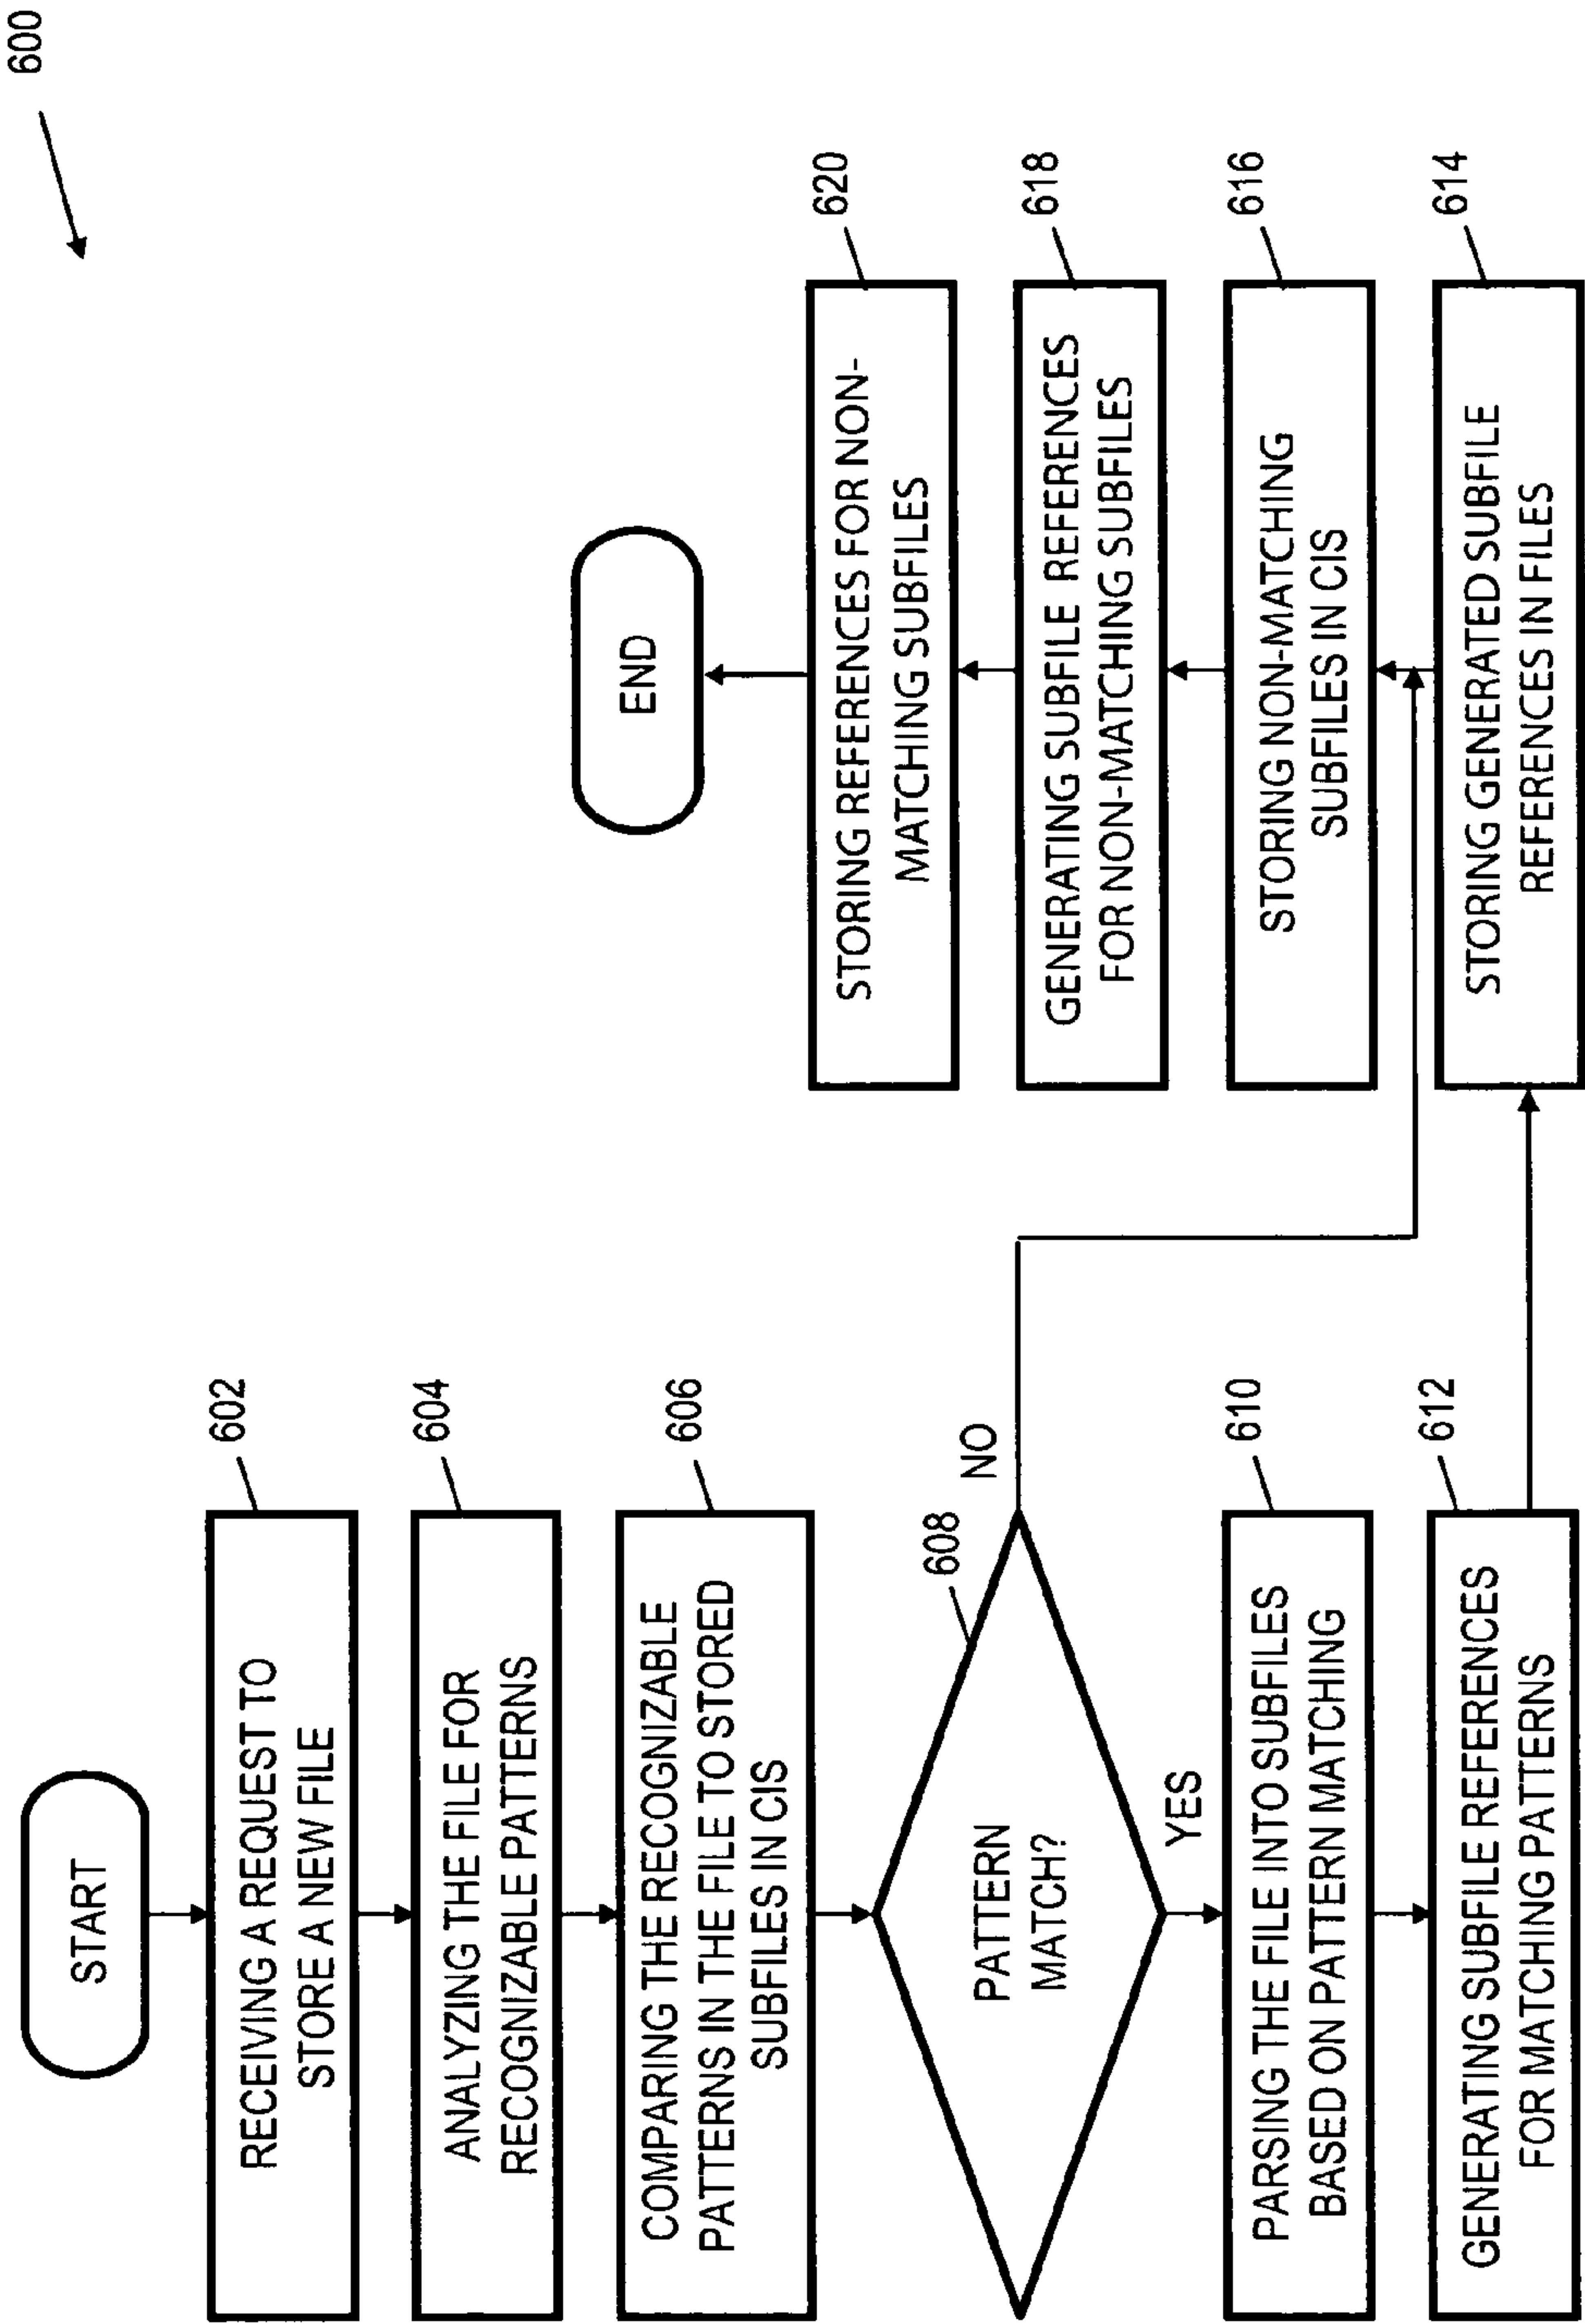 600
START
RECEIVING A REQUEST TO
STORE A NEW FILE
602
ANALYZING THE FILE FOR
RECOGNIZABLE PATTERNS
604
COMPARING THE RECOGNIZABLE
PATTERNS IN THE FILE TO STORED
SUBFILES IN CIS
606
PATTERN
MATCH?
608
NO
YES
PARSING THE FILE INTO SUBFILES
BASED ON PATTERN MATCHING
610
GENERATING SUBFILE REFERENCES
FOR MATCHING PATTERNS
612
STORING GENERATED SUBFILE
REFERENCES IN FILES
614
STORING NON-MATCHING
SUBFILES IN CIS
616
GENERATING SUBFILE REFERENCES
FOR NON-MATCHING SUBFILES
618
STORING REFERENCES FOR NON-
MATCHING SUBFILES
620
END